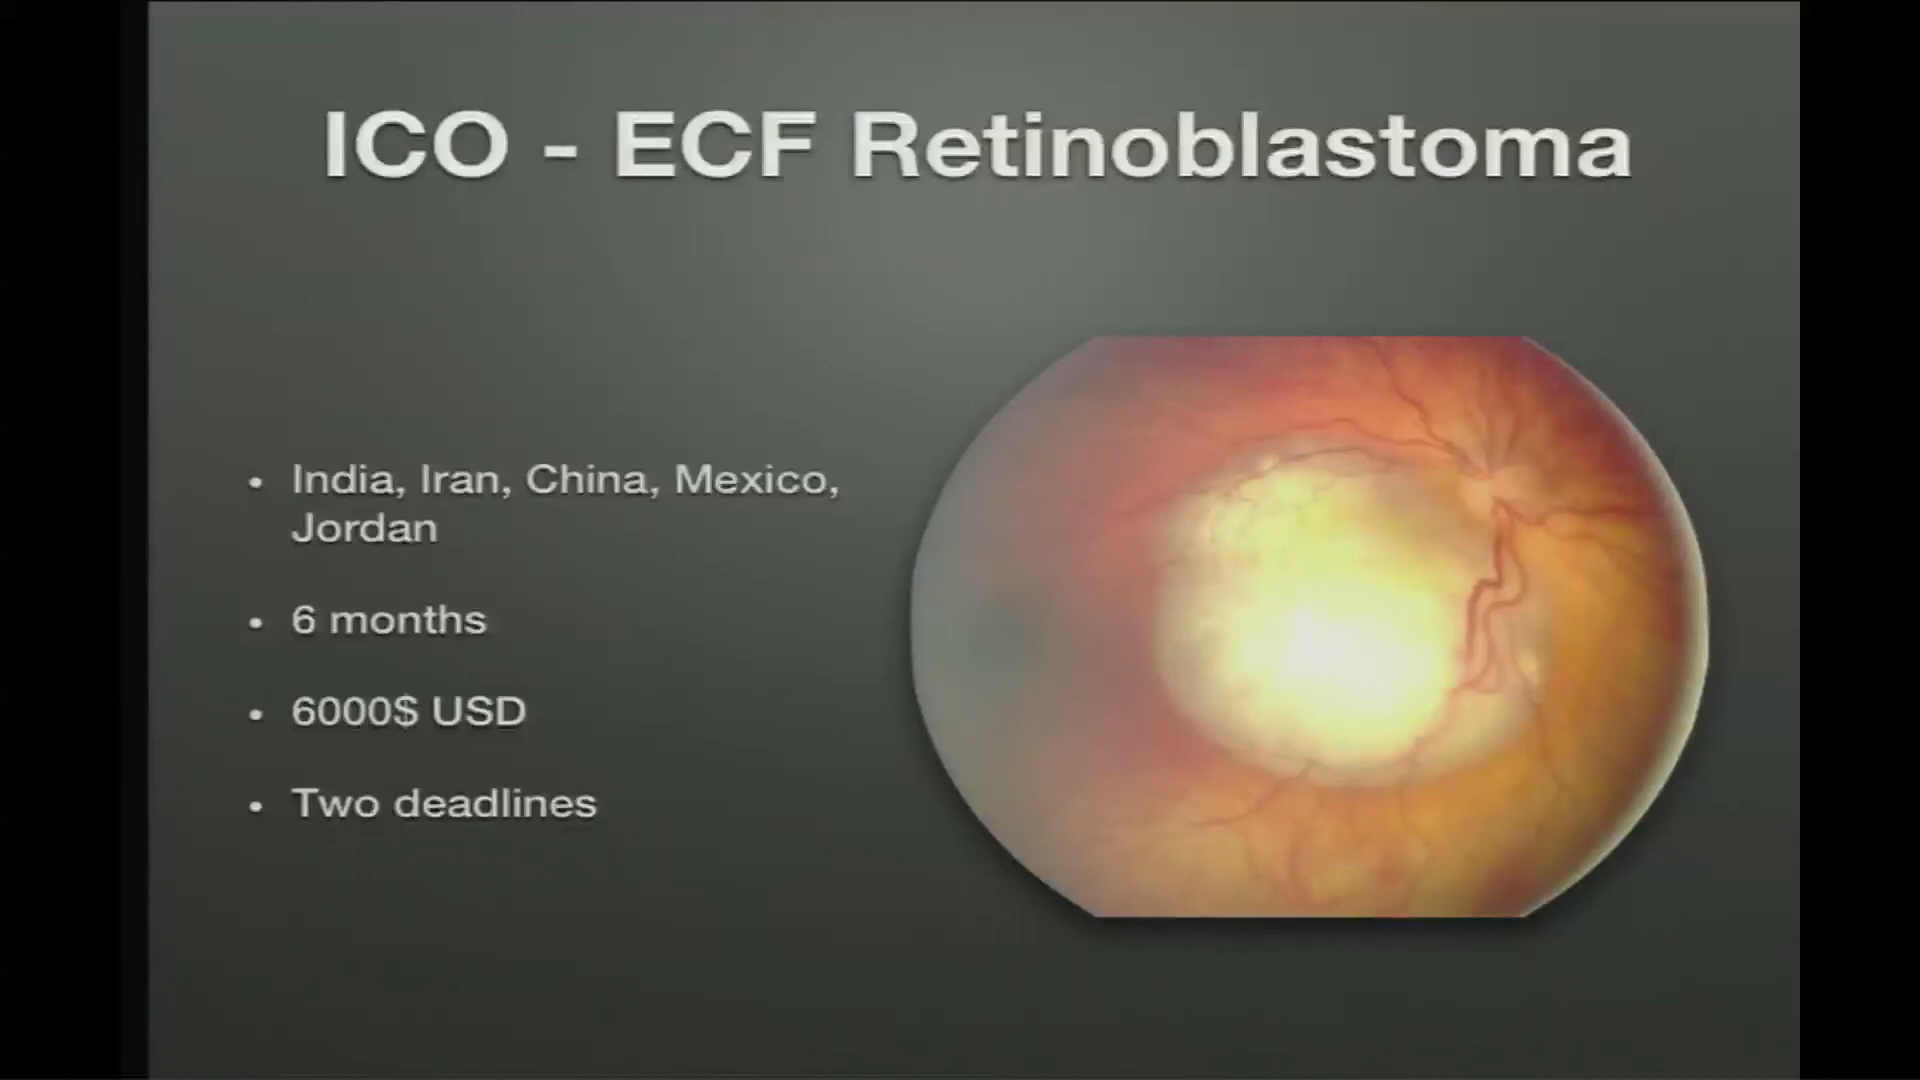 ICO - ECF Retinoblastoma
• India, Iran, China, Mexico,
Jordan
• 6 months
• 6000$ USD
• Two deadlines